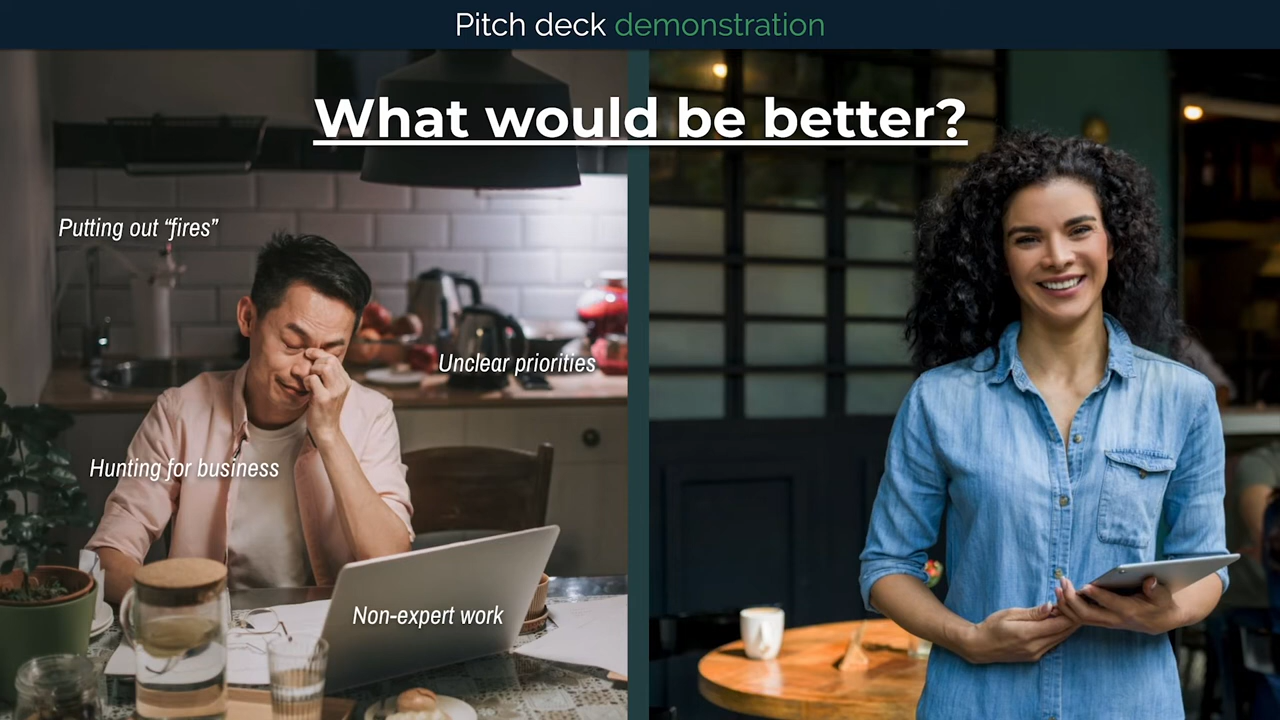 Pitch deck demonstration
What would be better?
Putting out “fires”
Unclear priorities
Hunting for business
Non-expert work